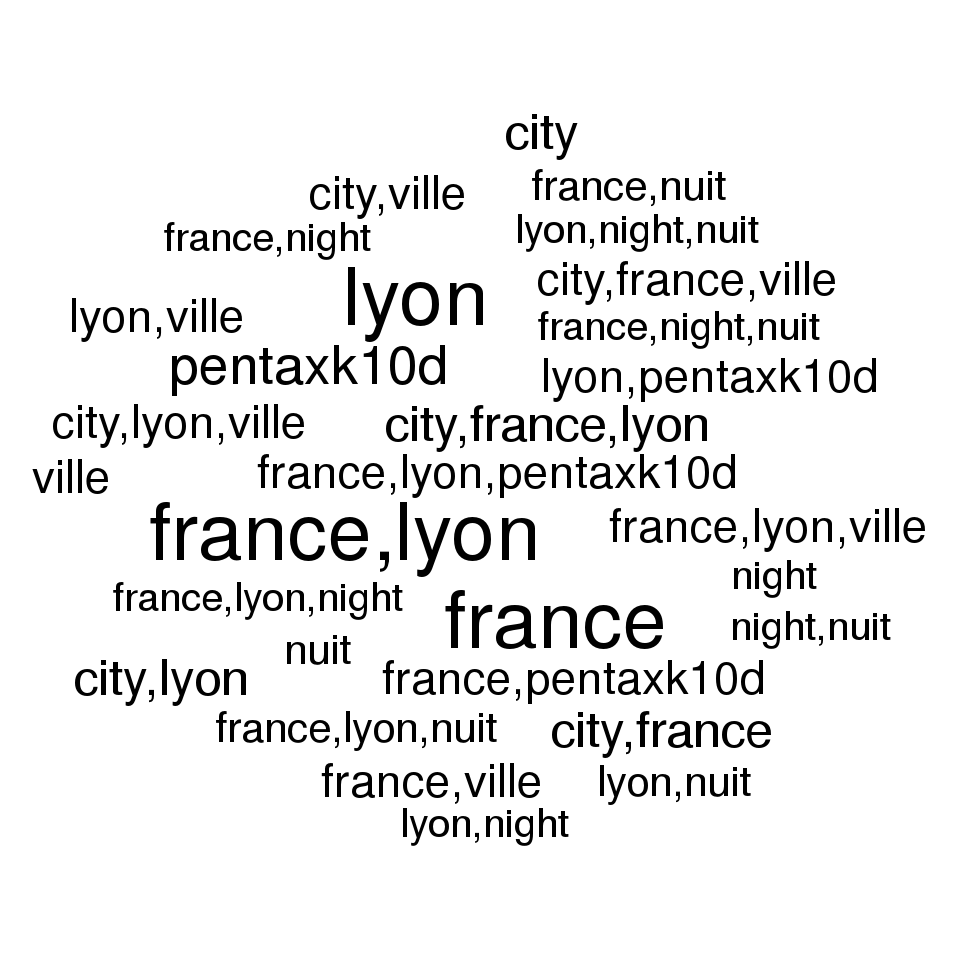 city
city,ville
france,nuit
france,night
lyon,night,nuit
lyon
city,france,ville
lyon,ville
france,night,nuit
pentaxk10d
lyon,pentaxk10d
city,lyon,ville
city,france,lyon
ville
france,lyon,pentaxk10d
france,lyon
france,lyon,ville
night
france,lyon,night
france
night,nuit
nuit
city,lyon
france,pentaxk10d
france,lyon,nuit
city,france
france,ville
lyon,nuit
lyon,night